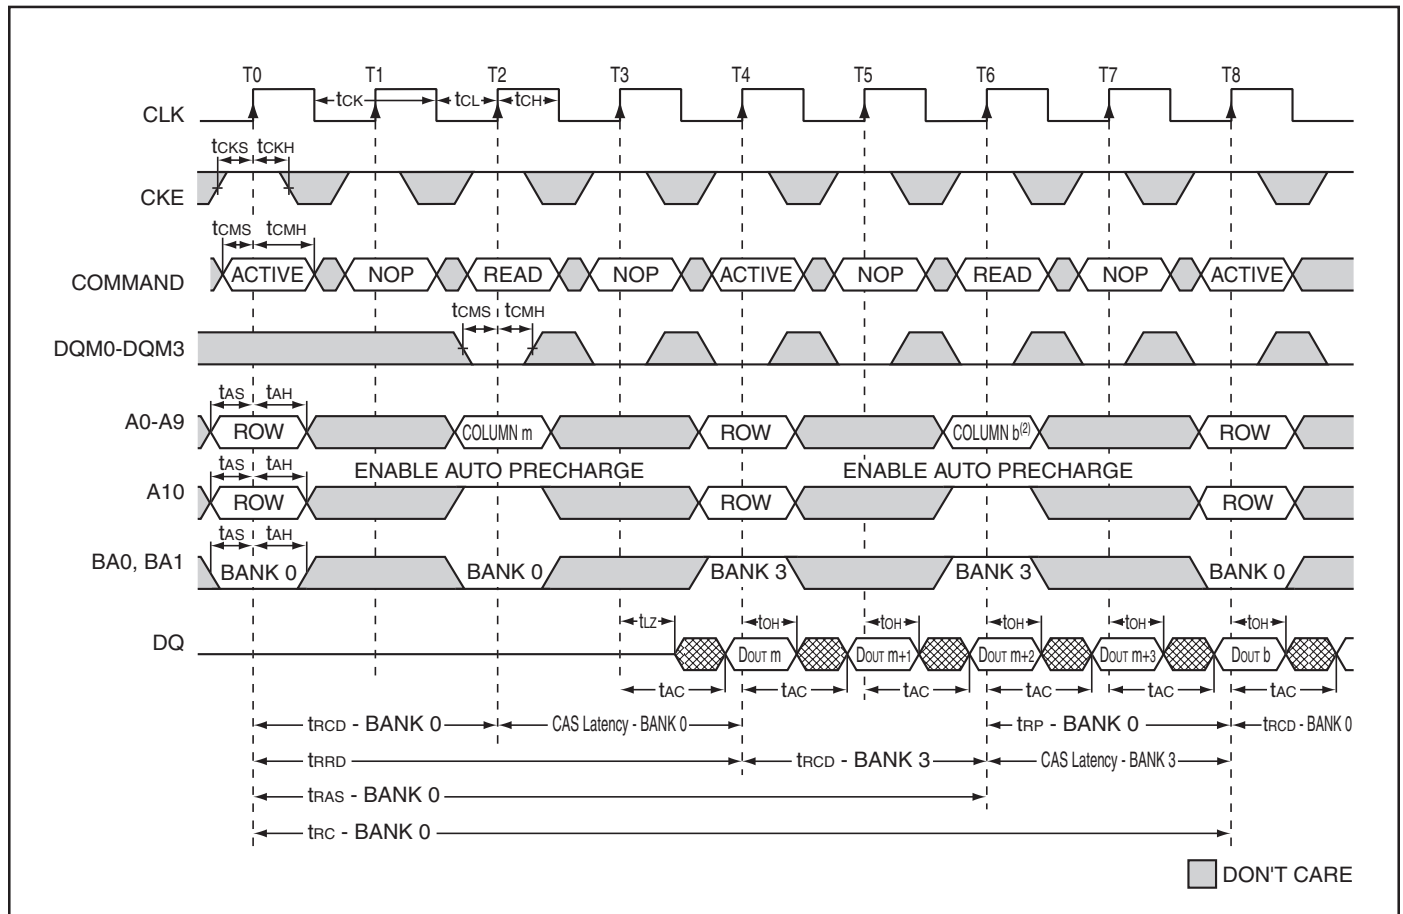 T0 T1 T2 T3 T4 T5 T6 T7 T8
CLK tCK tCL tCH
tCKS tCKH
CKE
tCMS tCMH
COMMAND ACTIVE NOP READ NOP ACTIVE NOP READ NOP ACTIVE
tCMS tCMH
DQM0-DQM3
tAS tAH
A0-A9 ROW COLUMN m ROW COLUMN b(2) ROW
tAS tAH ENABLE AUTO PRECHARGE ENABLE AUTO PRECHARGE
A10 ROW ROW ROW
tAS tAH
BA0, BA1 BANK 0 BANK 0 BANK 3 BANK 3 BANK 0
tLZ tOH tOH tOH tOH tOH
DQ DOUT m DOUT m+1 DOUT m+2 DOUT m+3 DOUT b
tAC tAC tAC tAC tAC tAC
tRCD - BANK 0 CAS Latency - BANK 0 tRP - BANK 0 tRCD - BANK 0
tRRD tRCD - BANK 3 CAS Latency - BANK 3
tRAS - BANK 0
tRC - BANK 0
DON'T CARE